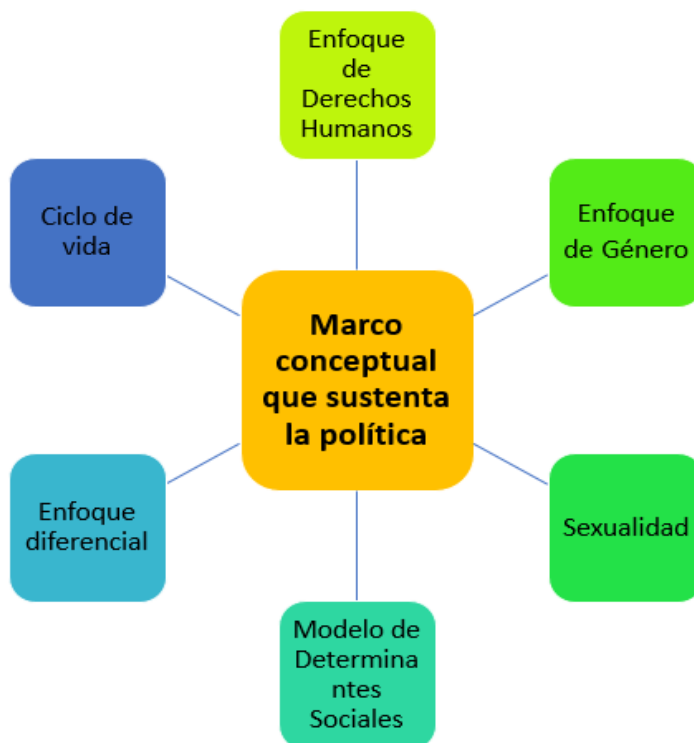 Enfoque
de
Derechos
Humanos
Ciclo de
vida
Enfoque
de Género
Marco
conceptual
que sustenta
la política
Enfoque
diferencial
Sexualidad
Modelo de
Determina
ntes
Sociales